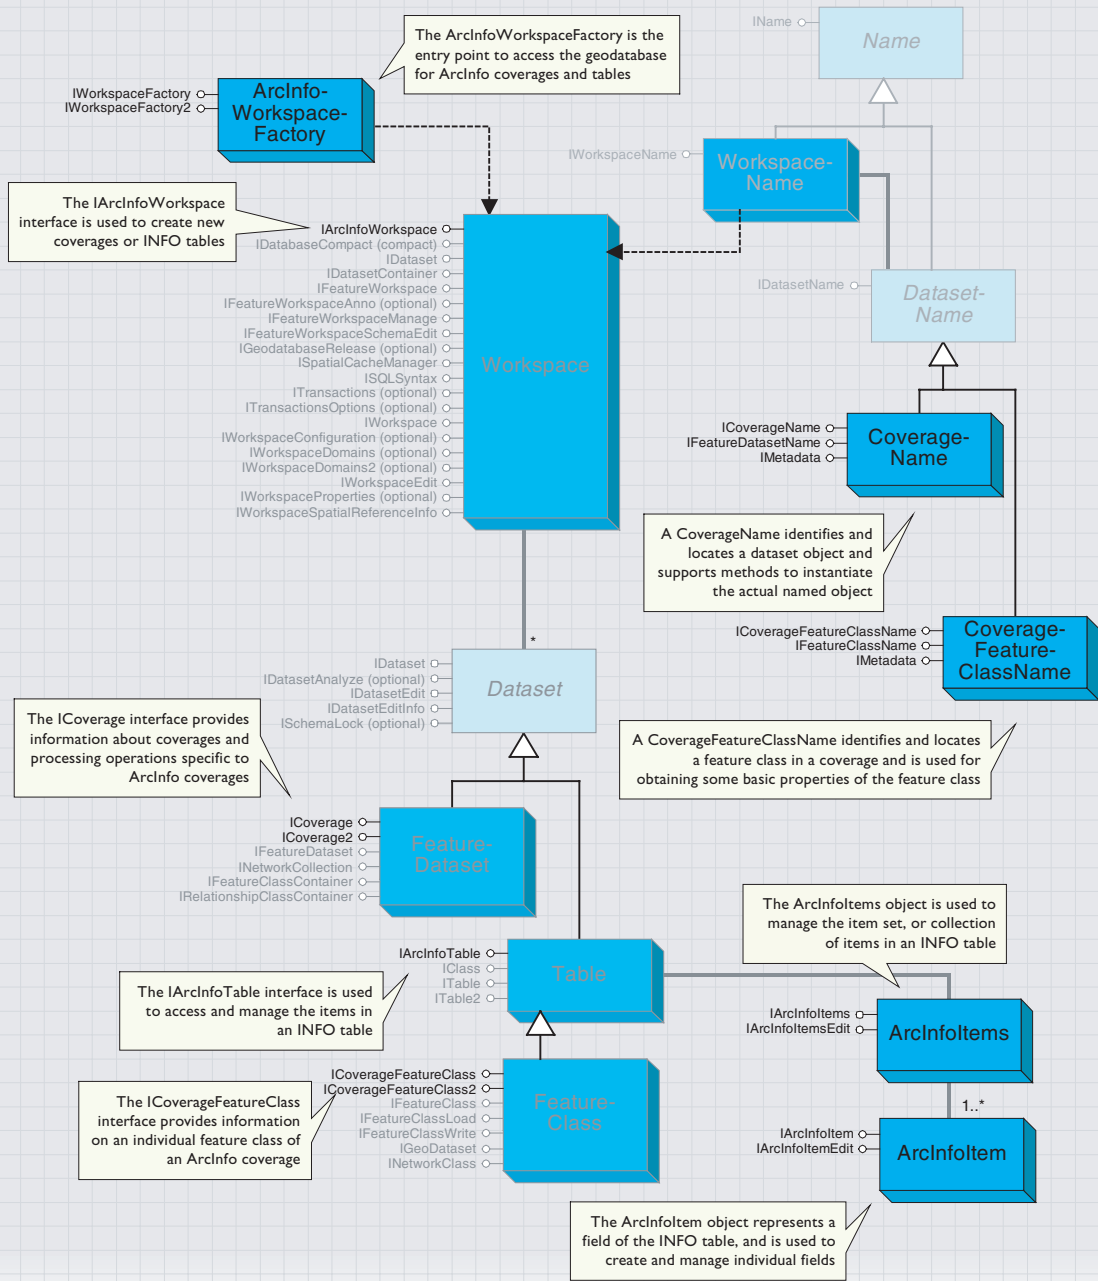 The ArcInfoWorkspaceFactory is the
entry point to access the geodatabase
for ArcInfo coverages and tables
IName
Name
IWorkspaceFactory
IWorkspaceFactory2
ArcInfo-
Workspace-
Factory
IWorkspaceName
Workspace-
Name
The IArcInfoWorkspace
interface is used to create new
coverages or INFO tables
IArcInfoWorkspace
IDatabaseCompact (compact)
IDataset
IDatasetContainer
IFeatureWorkspace
IFeatureWorkspaceAnno (optional)
IFeatureWorkspaceManage
IFeatureWorkspaceSchemaEdit
IGeodatabaseRelease (optional)
ISpatialCacheManager
ISQLSyntax
ITransactions (optional)
ITransactionsOptions (optional)
IWorkspace
IWorkspaceConfiguration (optional)
IWorkspaceDomains (optional)
IWorkspaceDomains2 (optional)
IWorkspaceEdit
IWorkspaceProperties (optional)
IWorkspaceSpatialReferenceInfo
Workspace
IDatasetName
Dataset-
Name
ICoverageName
IFeatureDatasetName
IMetadata
Coverage-
Name
A CoverageName identifies and
locates a dataset object and
supports methods to instantiate
the actual named object
ICoverageFeatureClassName
IFeatureClassName
IMetadata
Coverage-
Feature-
ClassName
A CoverageFeatureClassName identifies and locates
a feature class in a coverage and is used for
obtaining some basic properties of the feature class
*
IDataset
IDatasetAnalyze (optional)
IDatasetEdit
IDatasetEditInfo
ISchemaLock (optional)
Dataset
The ICoverage interface provides
information about coverages and
processing operations specific to
ArcInfo coverages
ICoverage
ICoverage2
IFeatureDataset
INetworkCollection
IFeatureClassContainer
IRelationshipClassContainer
Feature-
Dataset
The ArcInfoItems object is used to
manage the item set, or collection
of items in an INFO table
IArcInfoTable
IClass
ITable
ITable2
Table
The IArcInfoTable interface is used
to access and manage the items in
an INFO table
IArcInfoItems
IArcInfoItemsEdit
ArcInfoItems
1..*
ICoverageFeatureClass
ICoverageFeatureClass2
IFeatureClass
IFeatureClassLoad
IFeatureClassWrite
IGeoDataset
INetworkClass
Feature-
Class
The ICoverageFeatureClass
interface provides information
on an individual feature class of
an ArcInfo coverage
IArcInfoItem
IArcInfoItemEdit
ArcInfoItem
The ArcInfoItem object represents a
field of the INFO table, and is used to
create and manage individual fields